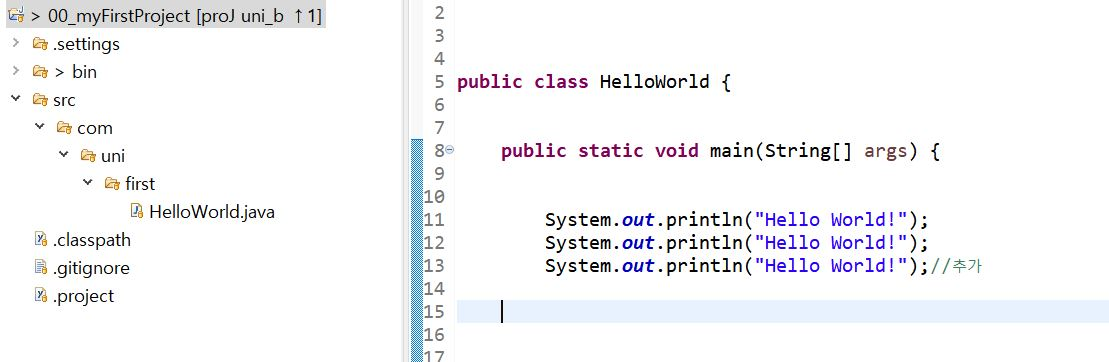 > 00_myFirstProject [proJ uni_b ↑1]
> .settings
> > bin
src
com
uni
first
HelloWorld.java
.classpath
.gitignore
.project
2
3
4
5 public class HelloWorld {
6
7
8 public static void main(String[] args) {
9
10
11 System.out.println("Hello World!");
12 System.out.println("Hello World!");
13 System.out.println("Hello World!");//추가
14
15
16
17